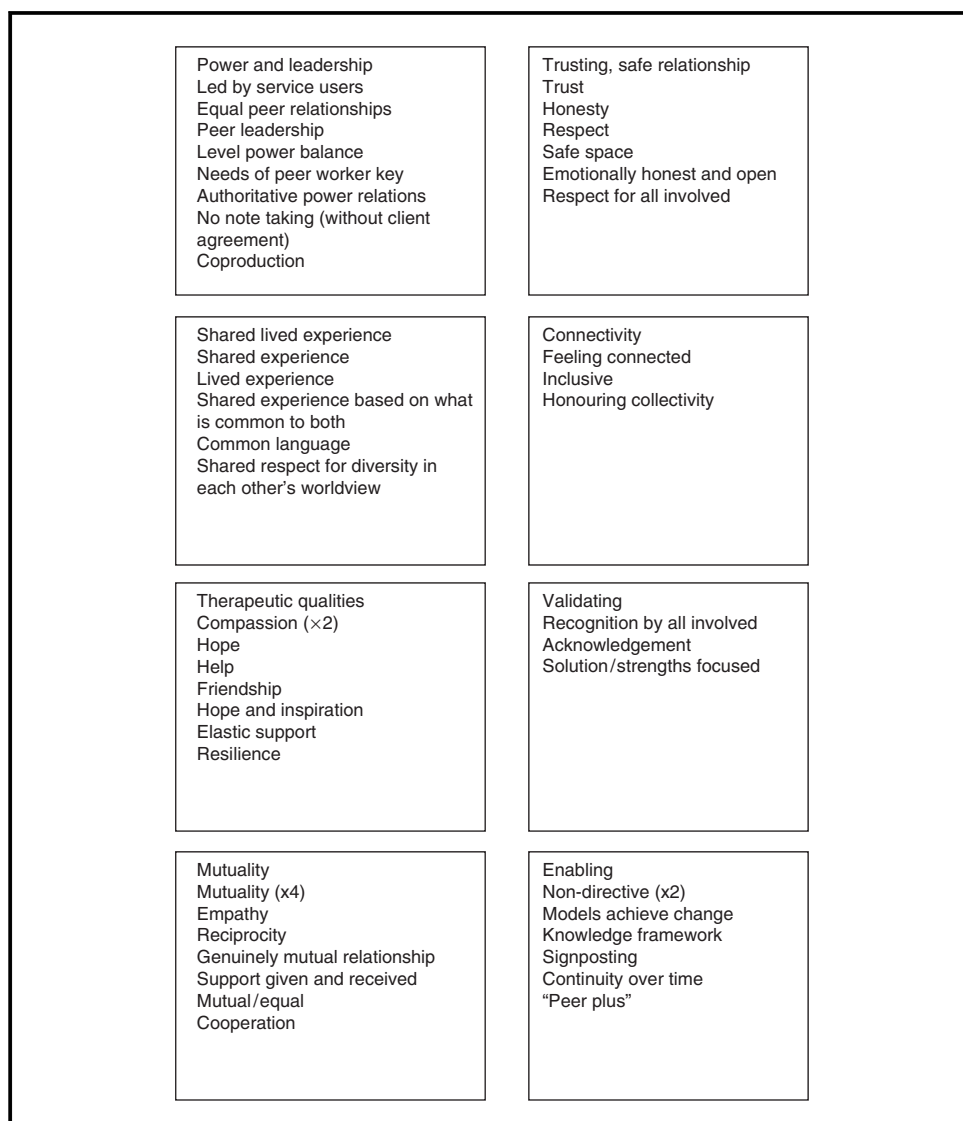 Power and leadership
Led by service users
Equal peer relationships
Peer leadership
Level power balance
Needs of peer worker key
Authoritative power relations
No note taking (without client
agreement)
Coproduction
Trusting, safe relationship
Trust
Honesty
Respect
Safe space
Emotionally honest and open
Respect for all involved
Shared lived experience
Shared experience
Lived experience
Shared experience based on what
is common to both
Common language
Shared respect for diversity in
each other's worldview
Connectivity
Feeling connected
Inclusive
Honouring collectivity
Therapeutic qualities
Compassion (×2)
Hope
Help
Friendship
Hope and inspiration
Elastic support
Resilience
Validating
Recognition by all involved
Acknowledgement
Solution/strengths focused
Mutuality
Mutuality (x4)
Empathy
Reciprocity
Genuinely mutual relationship
Support given and received
Mutual/equal
Cooperation
Enabling
Non-directive (x2)
Models achieve change
Knowledge framework
Signposting
Continuity over time
“Peer plus”